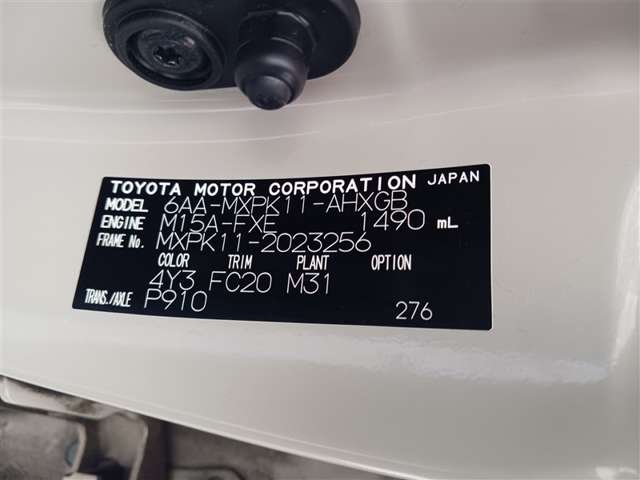 TOYOTA MOTOR CORPORATION JAPAN
MODEL 6AA-MXPK11-AHXGB
ENGINE M15A-FXE 1490 mL
FRAME No. MXPK11-2023256
COLOR TRIM PLANT OPTION
4Y3 FC20 M31
TRANS./AXLE P910 276